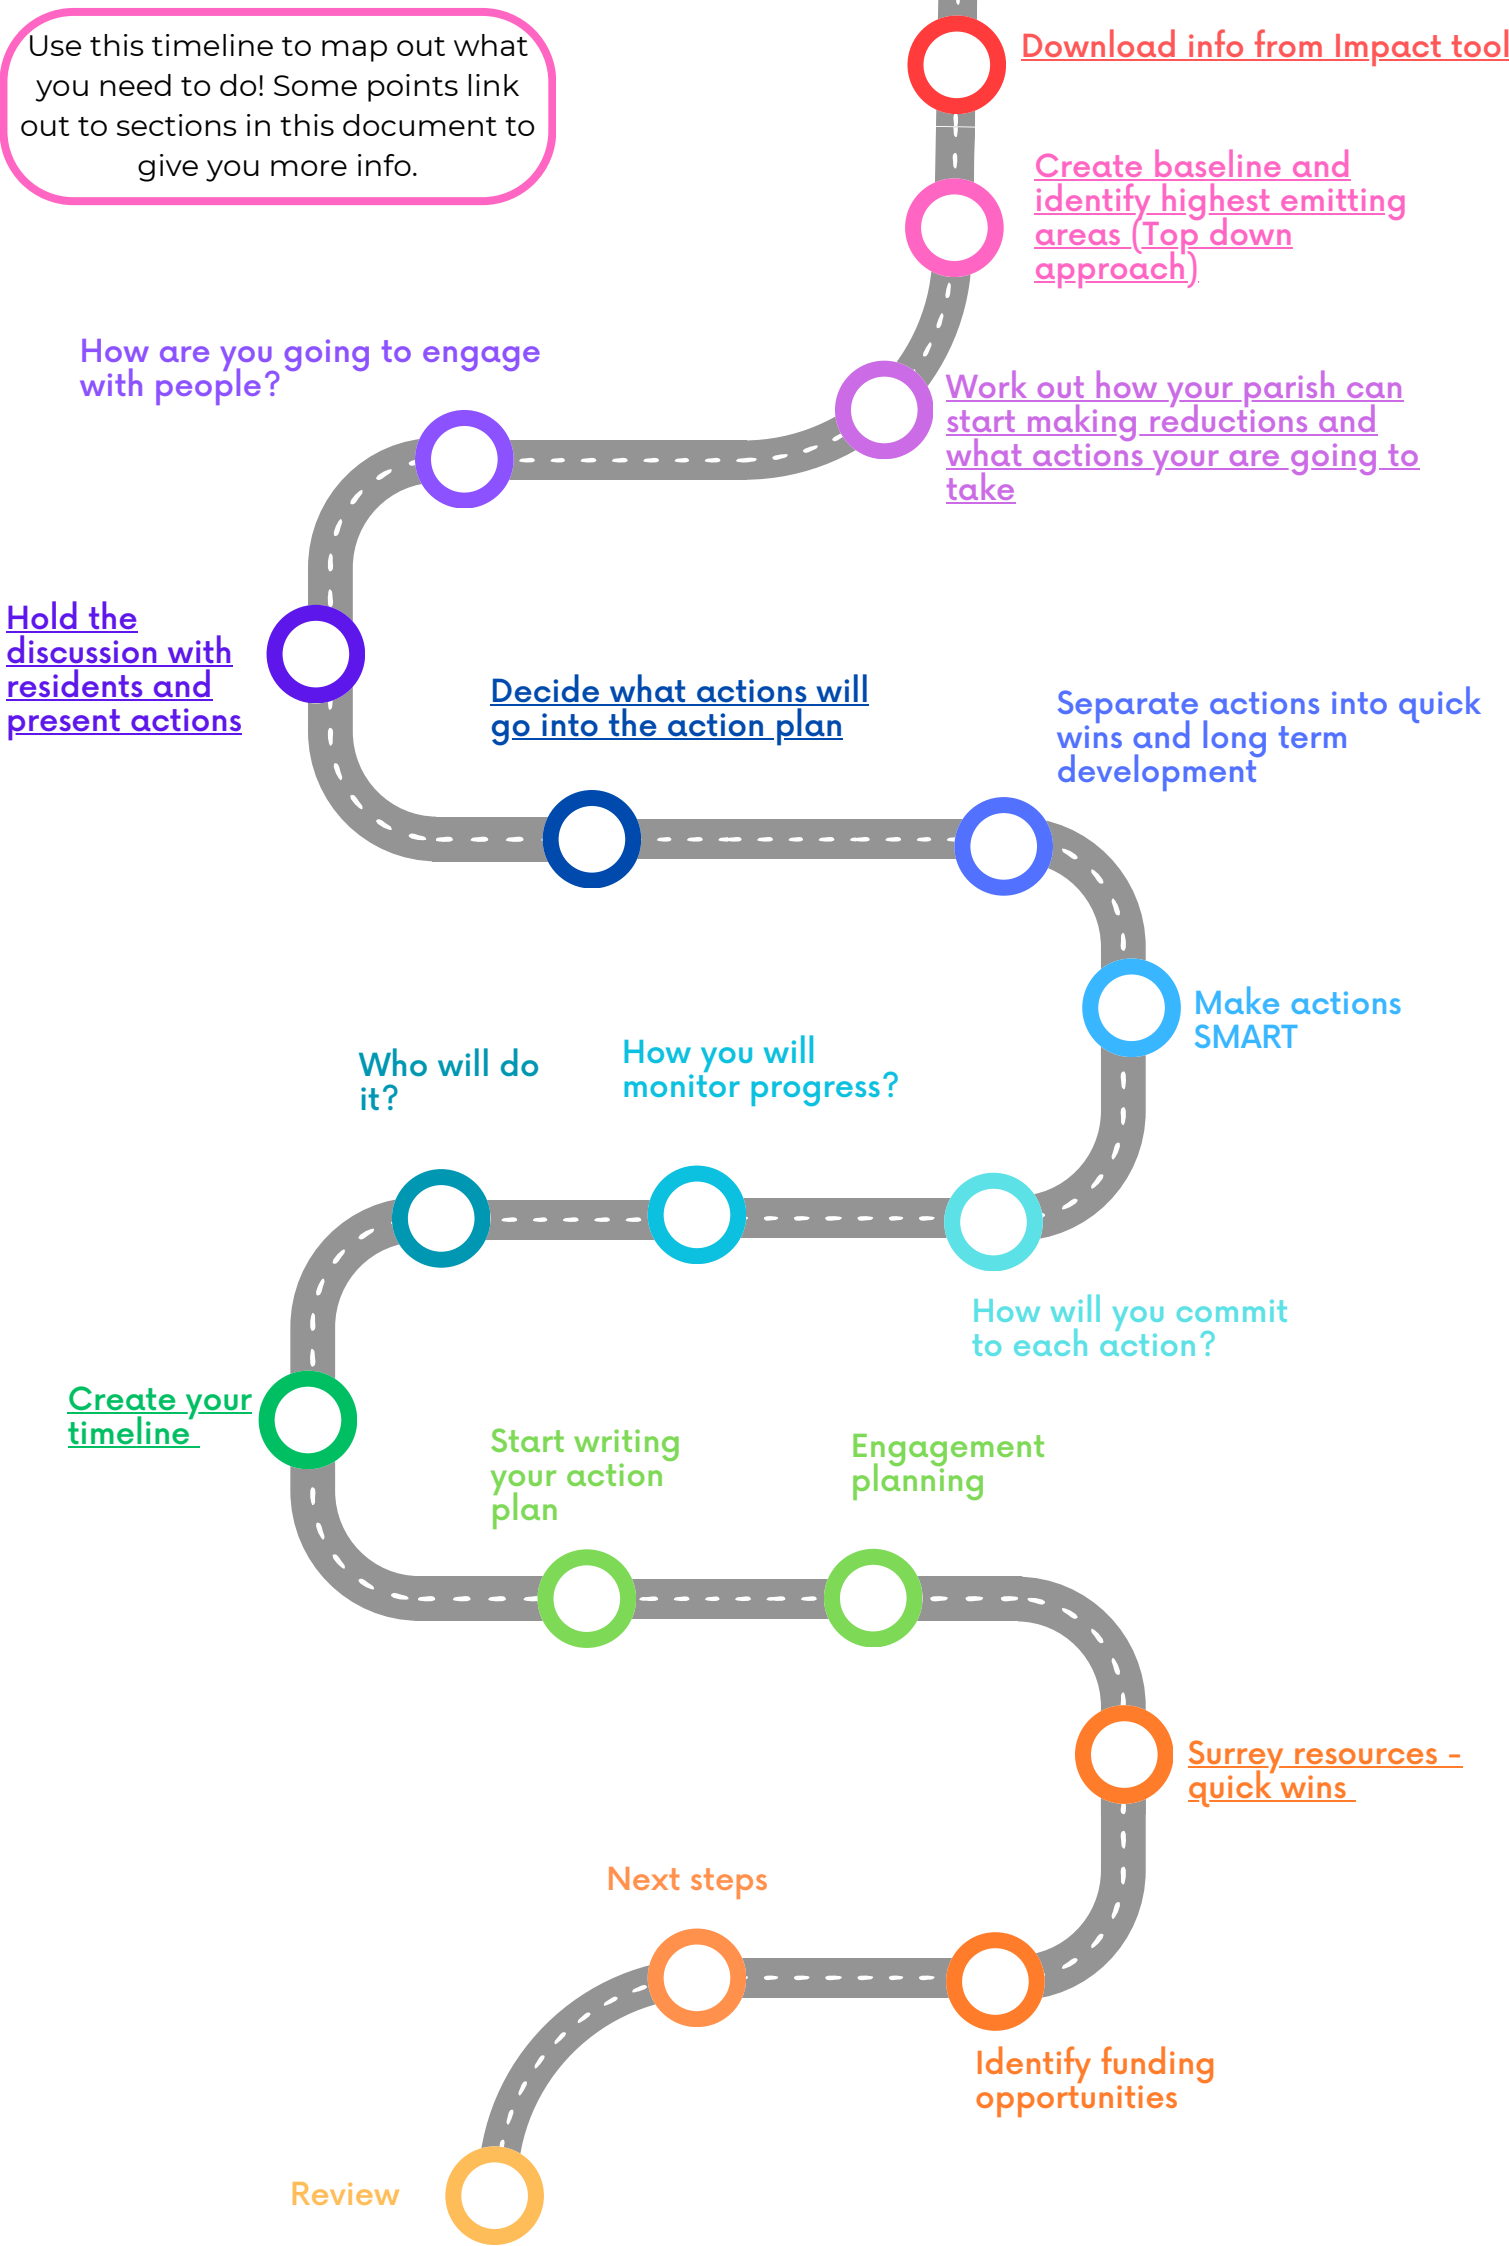 Use this timeline to map out what
you need to do! Some points link
out to sections in this document to
give you more info.
Download info from Impact tool
Create baseline and
identify highest emitting
areas (Top down
approach)
Work out how your parish can
start making reductions and
what actions your are going to
take
How are you going to engage
with people?
Hold the
discussion with
residents and
present actions
Decide what actions will
go into the action plan
Separate actions into quick
wins and long term
development
Make actions
SMART
How will you commit
to each action?
How you will
monitor progress?
Who will do
it?
Create your
timeline
Start writing
your action
plan
Engagement
planning
Surrey resources -
quick wins
Identify funding
opportunities
Next steps
Review